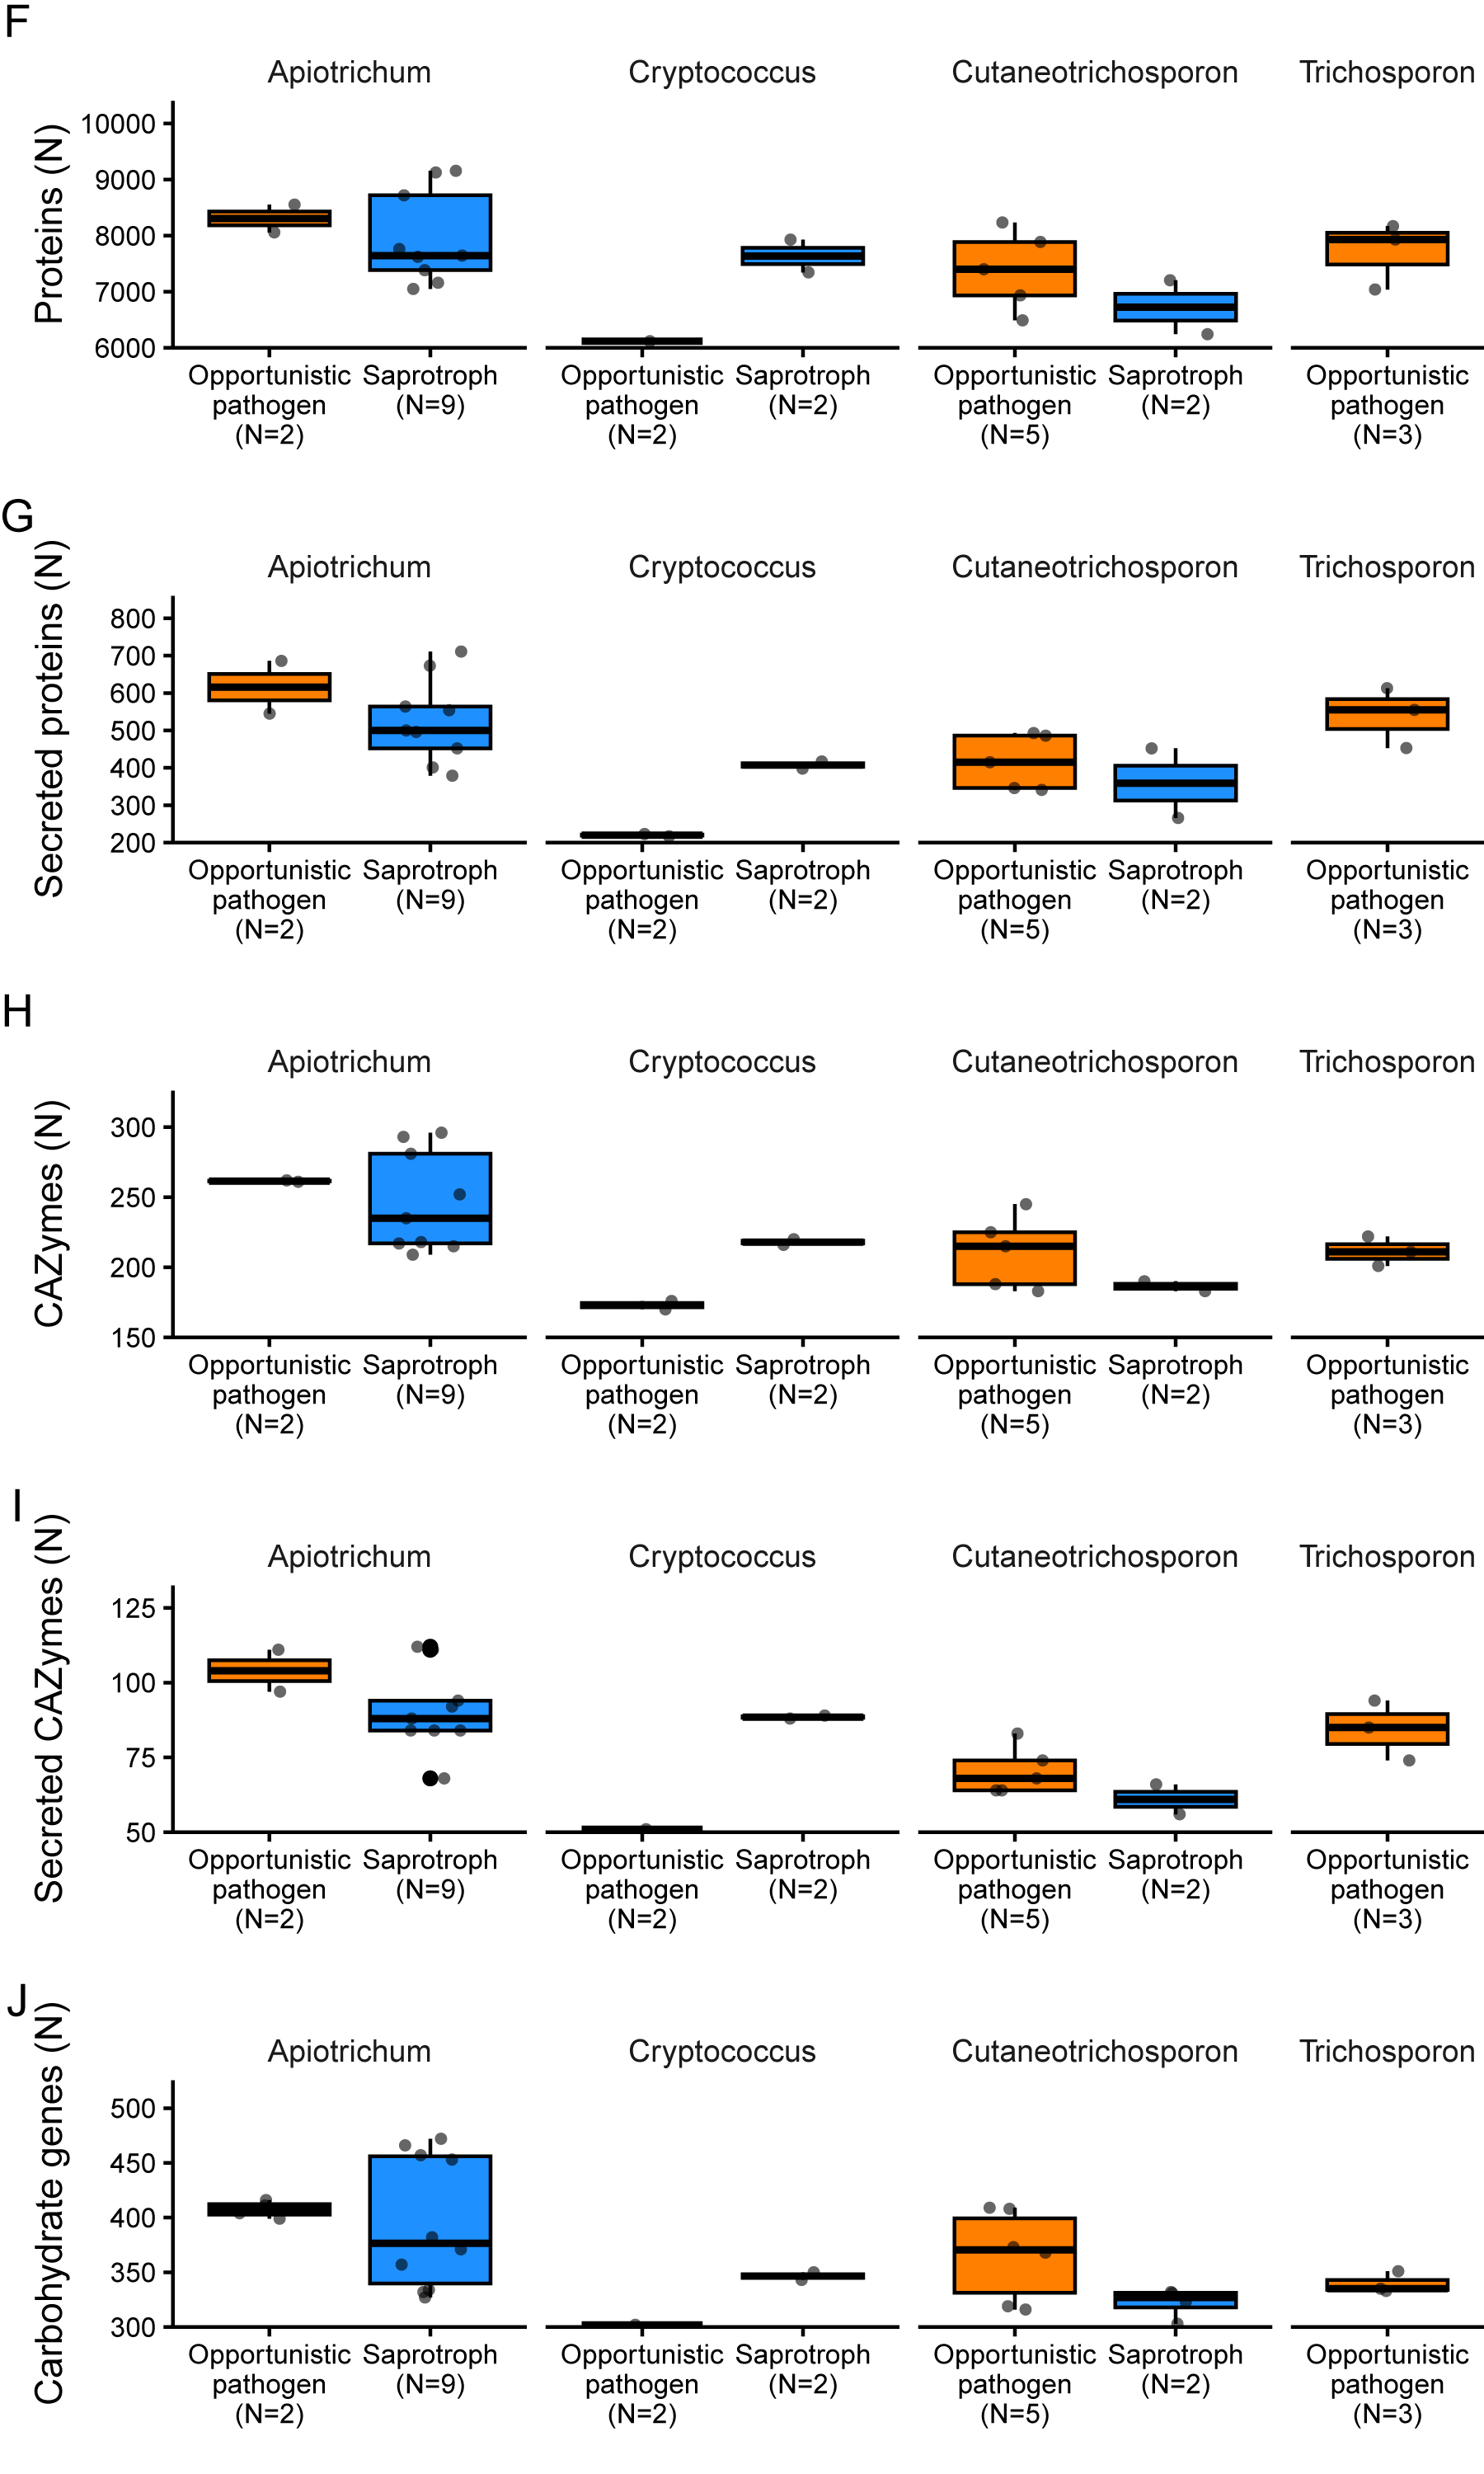 F
Apiotrichum Cryptococcus Cutaneotrichosporon Trichosporon
Proteins (N)
10000
9000
8000
7000
6000
Opportunistic Saprotroph Opportunistic Saprotroph Opportunistic Saprotroph Opportunistic
pathogen (N=9) pathogen (N=2) pathogen (N=2) pathogen
(N=2) (N=2) (N=5) (N=3)
G
Apiotrichum Cryptococcus Cutaneotrichosporon Trichosporon
Secreted proteins (N)
800
700
600
500
400
300
200
Opportunistic Saprotroph Opportunistic Saprotroph Opportunistic Saprotroph Opportunistic
pathogen (N=9) pathogen (N=2) pathogen (N=2) pathogen
(N=2) (N=2) (N=5) (N=3)
H
Apiotrichum Cryptococcus Cutaneotrichosporon Trichosporon
CAZymes (N)
300
250
200
150
Opportunistic Saprotroph Opportunistic Saprotroph Opportunistic Saprotroph Opportunistic
pathogen (N=9) pathogen (N=2) pathogen (N=2) pathogen
(N=2) (N=2) (N=5) (N=3)
I
Apiotrichum Cryptococcus Cutaneotrichosporon Trichosporon
Secreted CAZymes (N)
125
100
75
50
Opportunistic Saprotroph Opportunistic Saprotroph Opportunistic Saprotroph Opportunistic
pathogen (N=9) pathogen (N=2) pathogen (N=2) pathogen
(N=2) (N=2) (N=5) (N=3)
J
Apiotrichum Cryptococcus Cutaneotrichosporon Trichosporon
Carbohydrate genes (N)
500
450
400
350
300
Opportunistic Saprotroph Opportunistic Saprotroph Opportunistic Saprotroph Opportunistic
pathogen (N=9) pathogen (N=2) pathogen (N=2) pathogen
(N=2) (N=2) (N=5) (N=3)